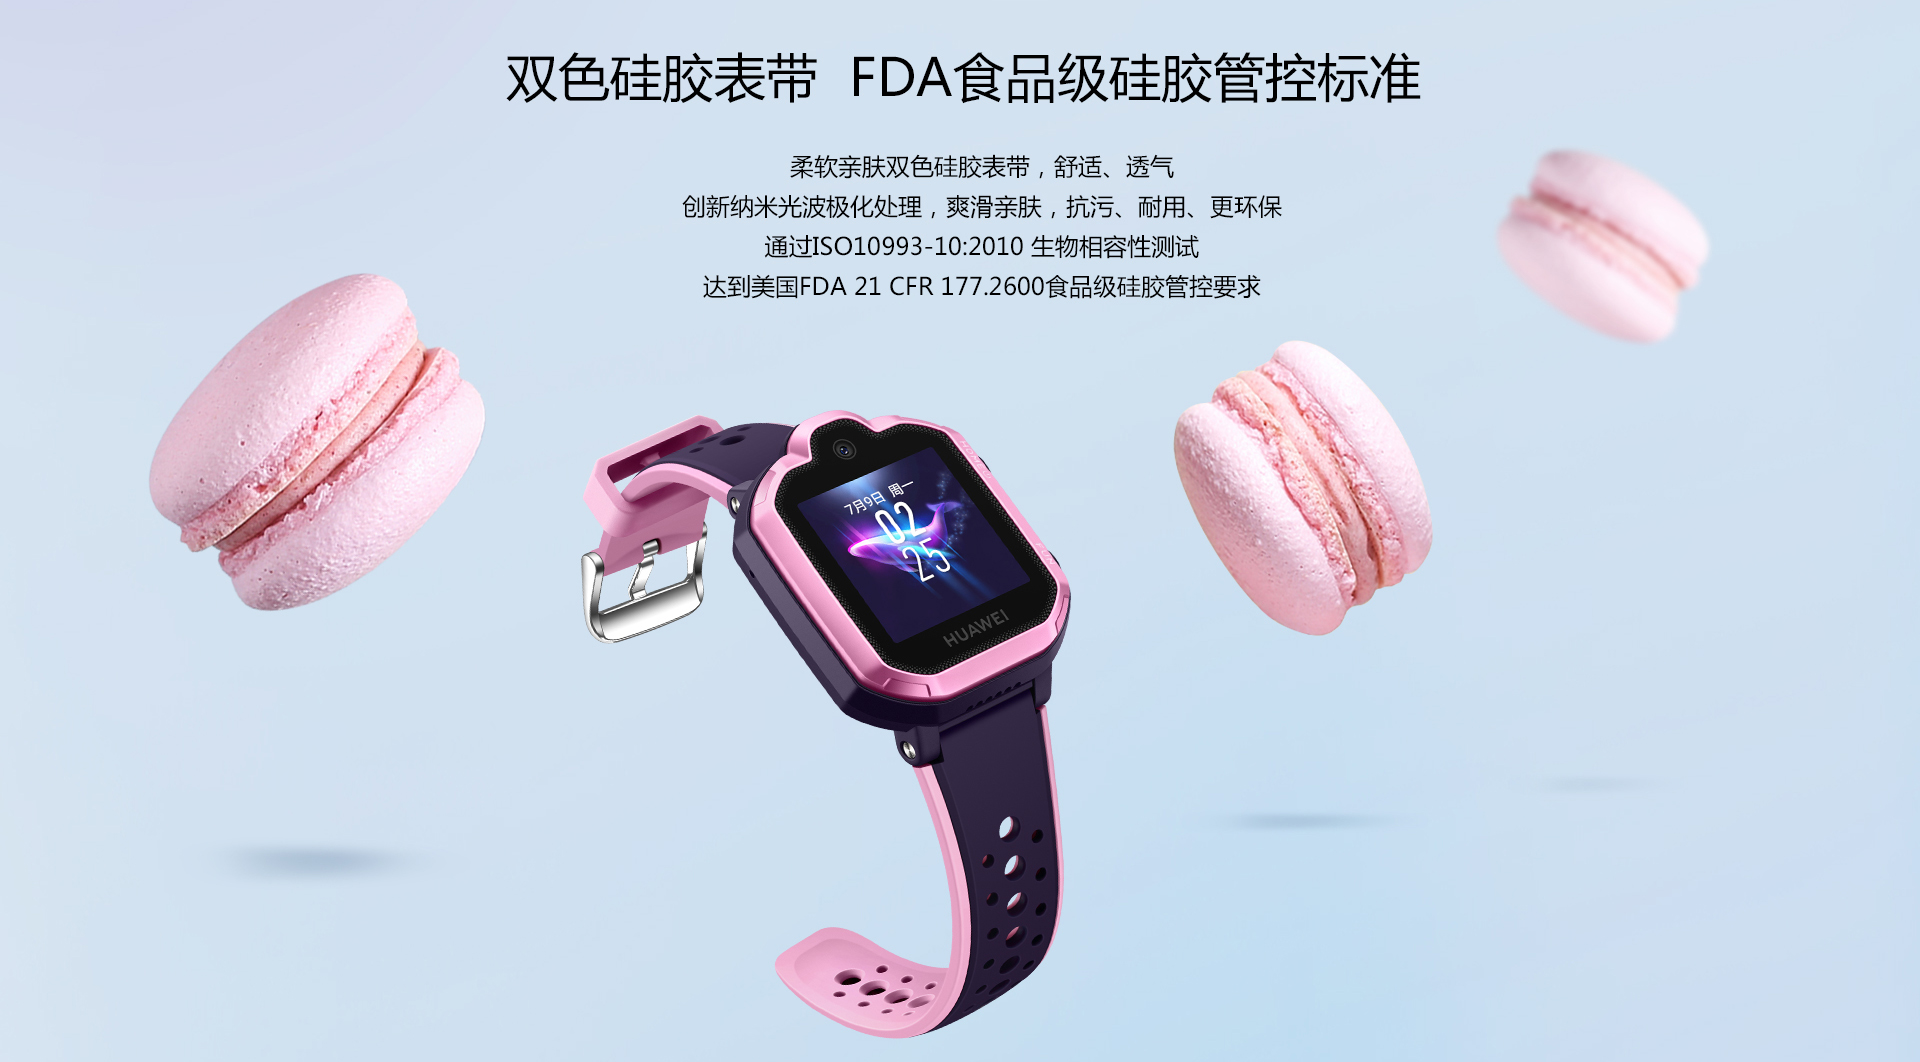 双色硅胶表带 FDA食品级硅胶管控标准
柔软亲肤双色硅胶表带，舒适、透气
创新纳米光波极化处理，爽滑亲肤，抗污、耐用、更环保
通过ISO10993-10:2010 生物相容性测试
达到美国FDA 21 CFR 177.2600食品级硅胶管控要求
7月9日 周一
02
25
HUAWEI